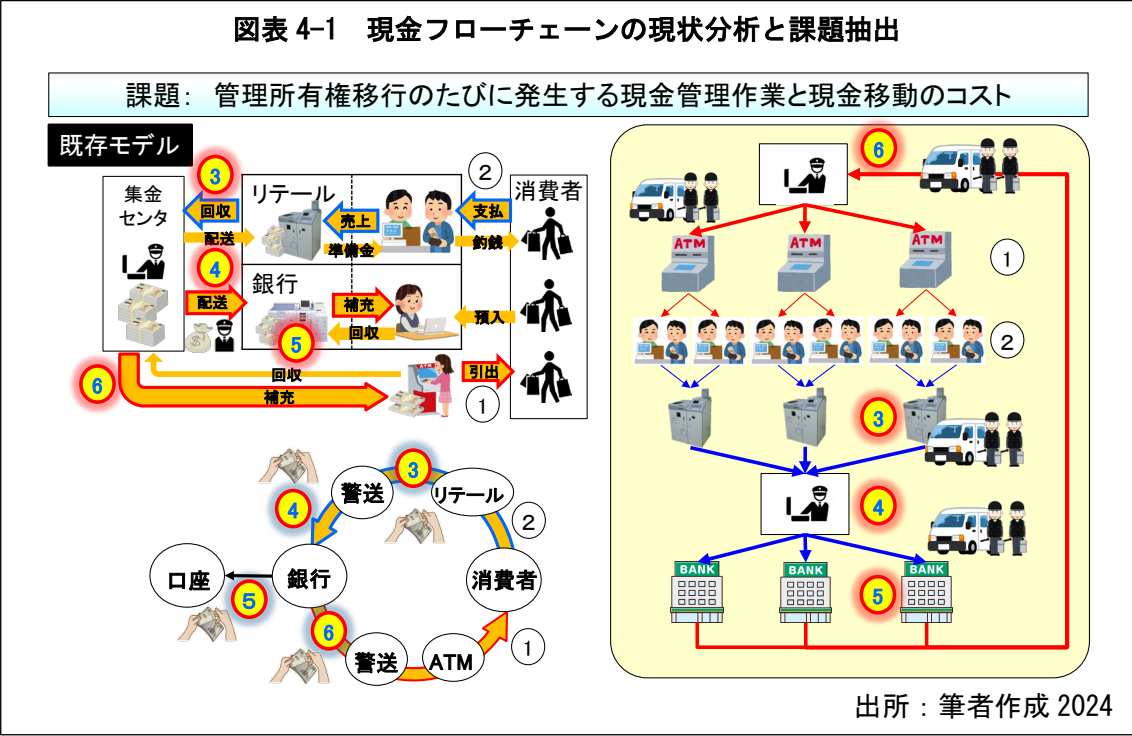 図表 4-1　現金フローチェーンの現状分析と課題抽出
課題：　管理所有権移行のたびに発生する現金管理作業と現金移動のコスト
既存モデル
集金
センタ
③
回収
配送
④
配送
リテール
売上
準備金
②
支払
釣銭
消費者
銀行
補充
回収
⑤
預入
⑥
回収
補充
ATM
引出
①
警送
③
リテール
④
②
口座
銀行
消費者
⑤
⑥
警送
ATM
①
⑥
ATM
ATM
ATM
①
②
③
④
BANK
BANK
BANK
⑤
出所：筆者作成 2024